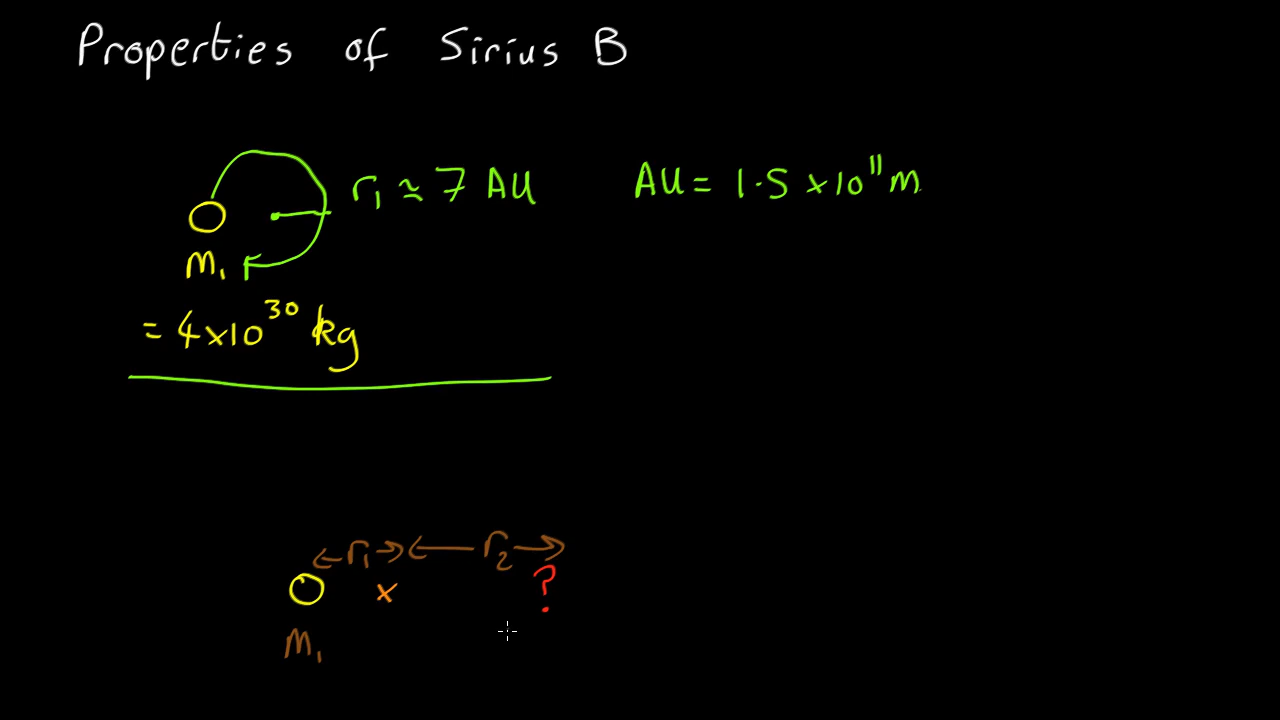 Properties of Sirius B
r₁ ≃ 7 AU AU = 1.5 × 10¹¹ m
M₁
= 4×10³⁰ kg
← r₁ → ← r₂ →
× ?
M₁